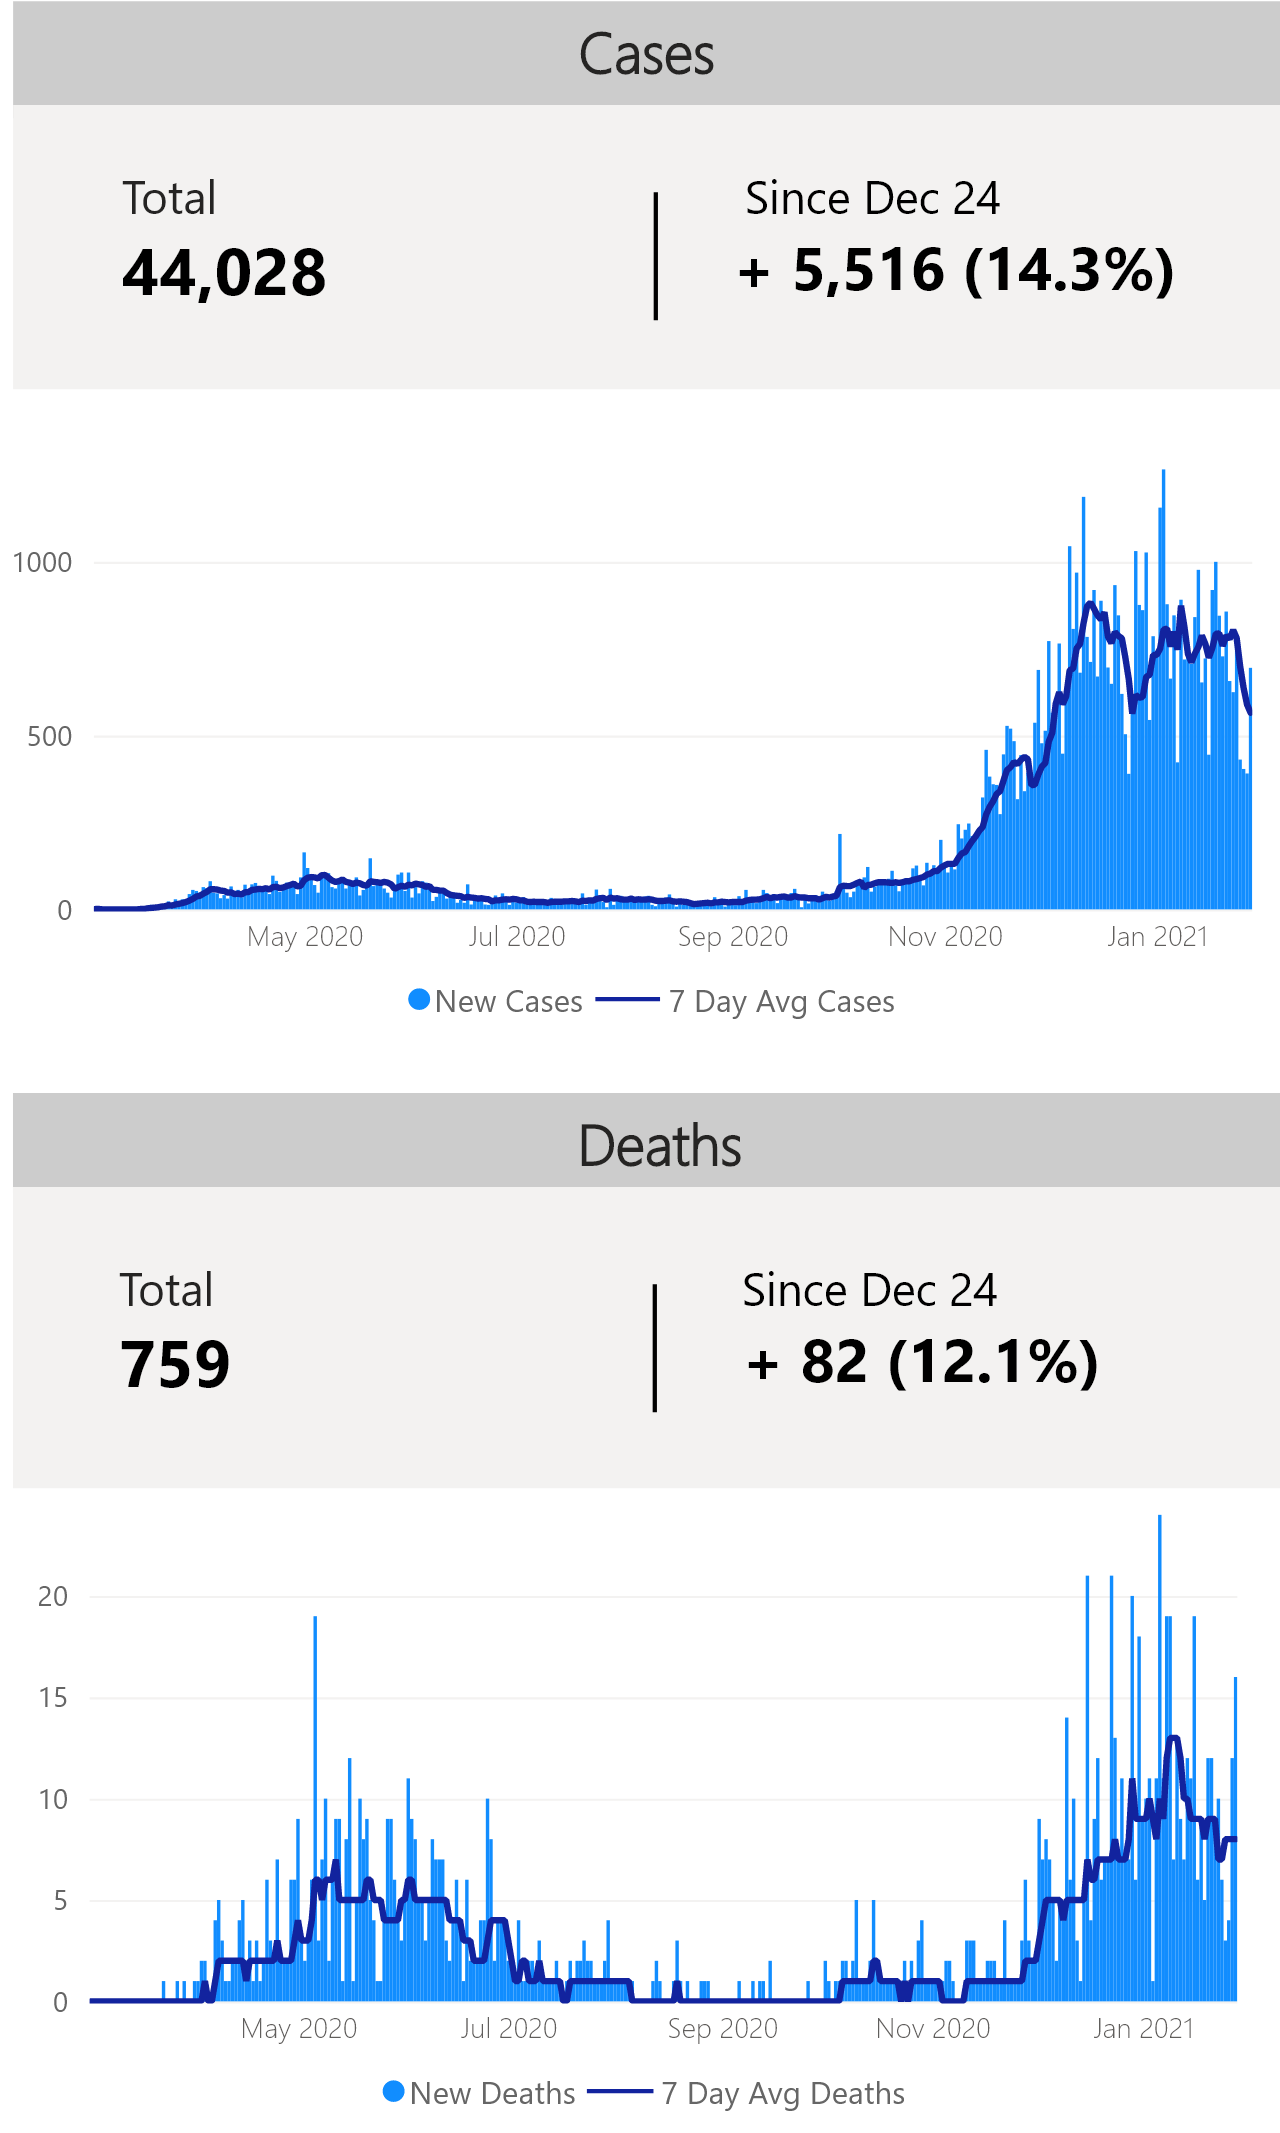 Cases
Total
Since Dec 24
44,028
+ 5,516 (14.3%)
1000
500
0
May 2020
Jul 2020
Sep 2020
Nov 2020
Jan 2021
New Cases
7 Day Avg Cases
Deaths
Total
Since Dec 24
759
+ 82 (12.1%)
20
15
10
5
0
May 2020
Jul 2020
Sep 2020
Nov 2020
Jan 2021
New Deaths
7 Day Avg Deaths